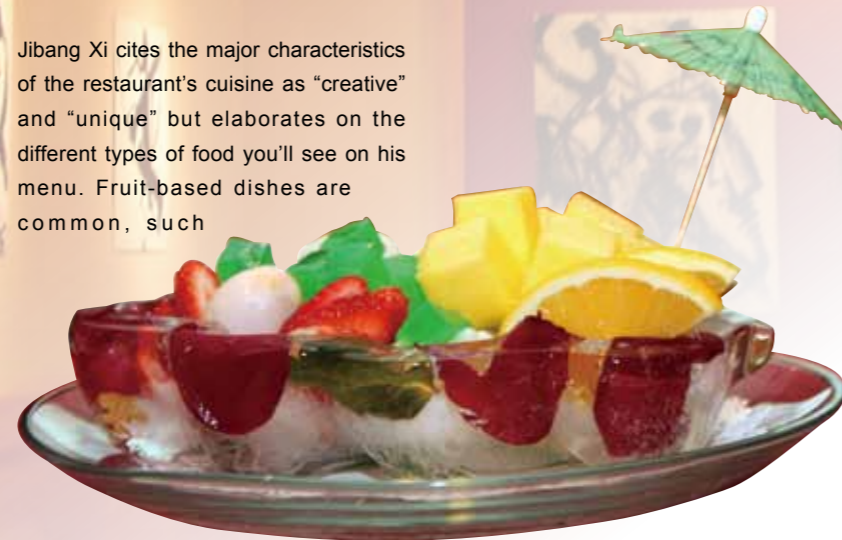 Jibang Xi cites the major characteristics
of the restaurant’s cuisine as “creative”
and “unique” but elaborates on the
different types of food you’ll see on his
menu. Fruit-based dishes are
common, such